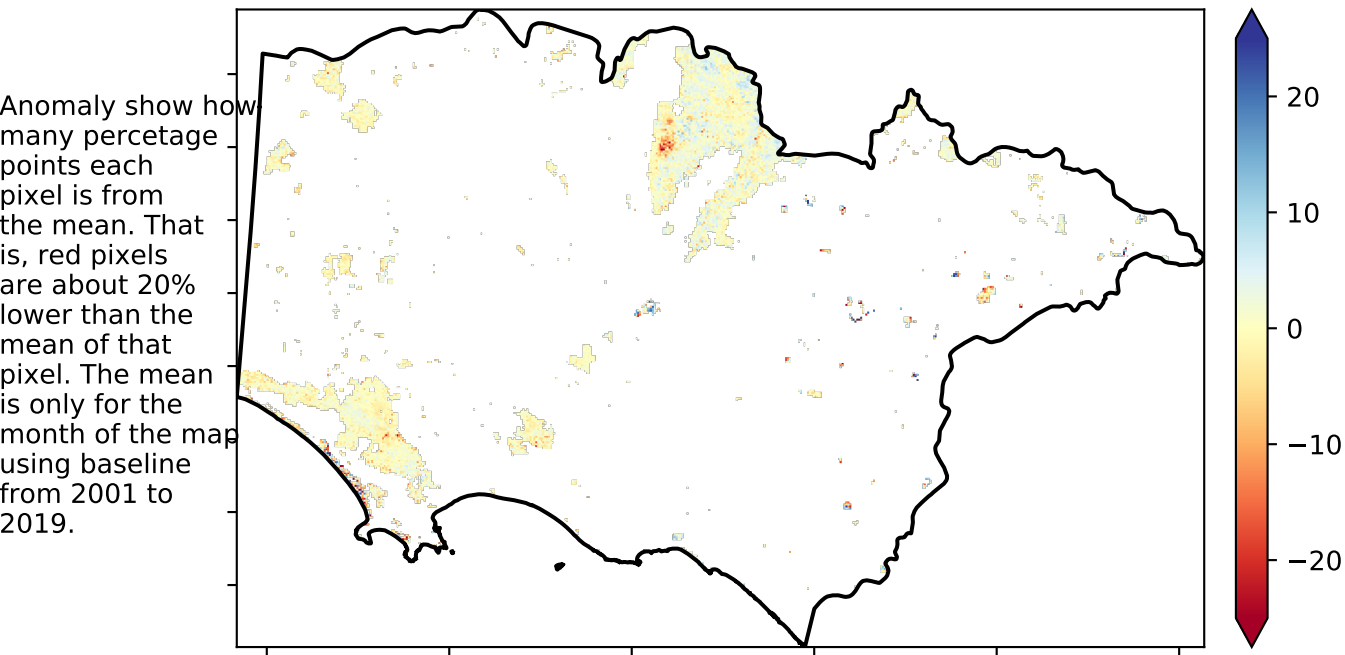 Anomaly show how
many percetage
points each
pixel is from
the mean. That
is, red pixels
are about 20%
lower than the
mean of that
pixel. The mean
is only for the
month of the map
using baseline
from 2001 to
2019.
20
10
0
−10
−20